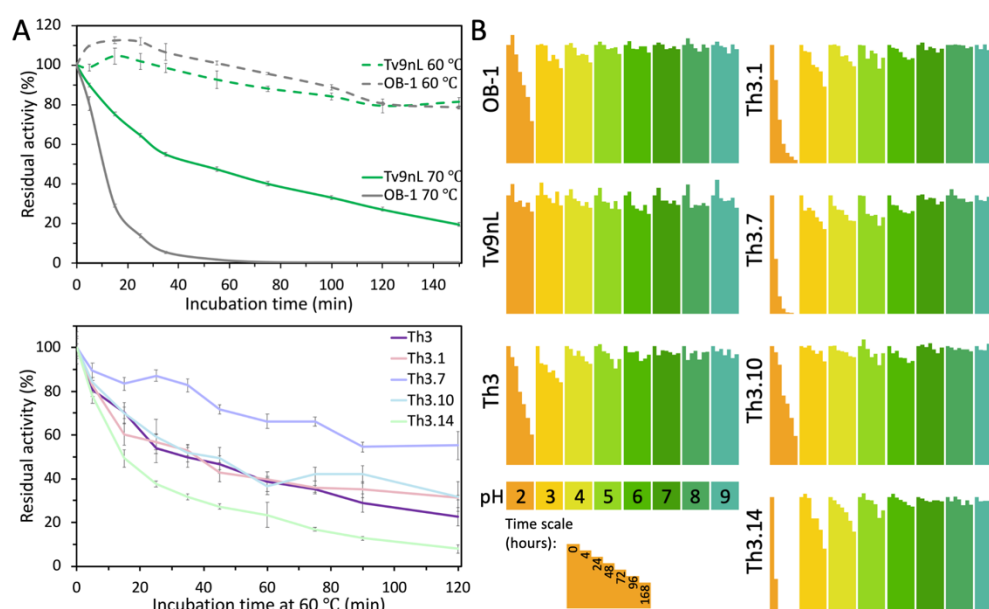 A
120
100
80
60
40
20
0
Residual activity (%)
Tv9nL 60 °C
OB-1 60 °C
Tv9nL 70 °C
OB-1 70 °C
0 20 40 60 80 100 120 140
Incubation time (min)
100
80
60
40
20
0
Residual activity (%)
Th3
Th3.1
Th3.7
Th3.10
Th3.14
0 20 40 60 80 100 120
Incubation time at 60 °C (min)
B
OB-1
Tv9nL
Th3
pH 2 3 4 5 6 7 8 9
Time scale
(hours):
0
4
24
48
72
96
168
Th3.1
Th3.7
Th3.10
Th3.14